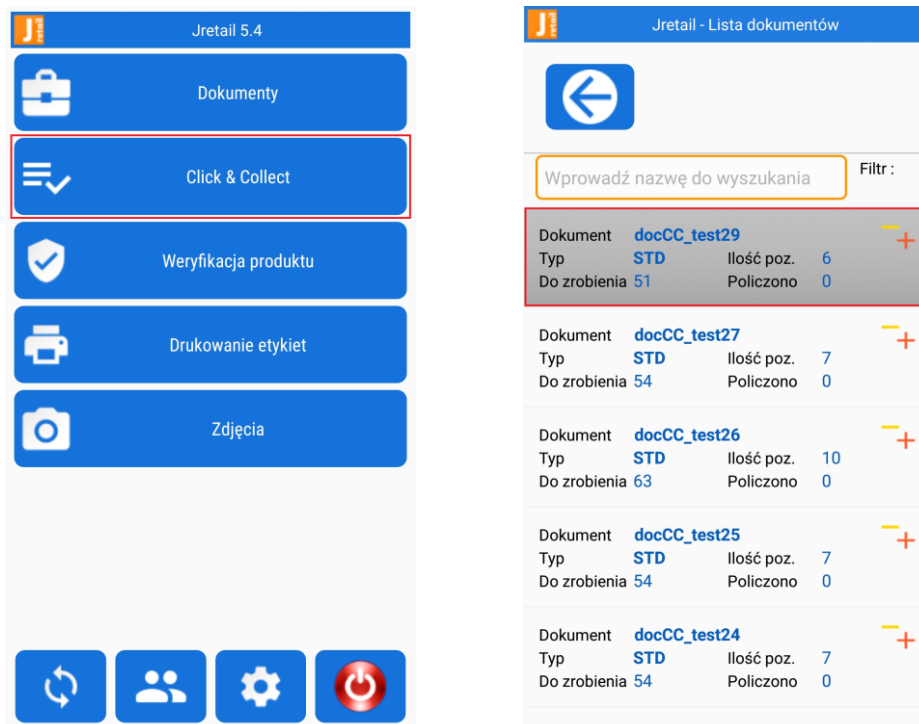 J retail
Jretail 5.4
Dokumenty
Click & Collect
Weryfikacja produktu
Drukowanie etykiet
Zdjęcia
J retail
Jretail - Lista dokumentów
Wprowadź nazwę do wyszukania
Filtr :
Dokument docCC_test29
Typ STD Ilość poz. 6
Do zrobienia 51 Policzono 0
Dokument docCC_test27
Typ STD Ilość poz. 7
Do zrobienia 54 Policzono 0
Dokument docCC_test26
Typ STD Ilość poz. 10
Do zrobienia 63 Policzono 0
Dokument docCC_test25
Typ STD Ilość poz. 7
Do zrobienia 54 Policzono 0
Dokument docCC_test24
Typ STD Ilość poz. 7
Do zrobienia 54 Policzono 0